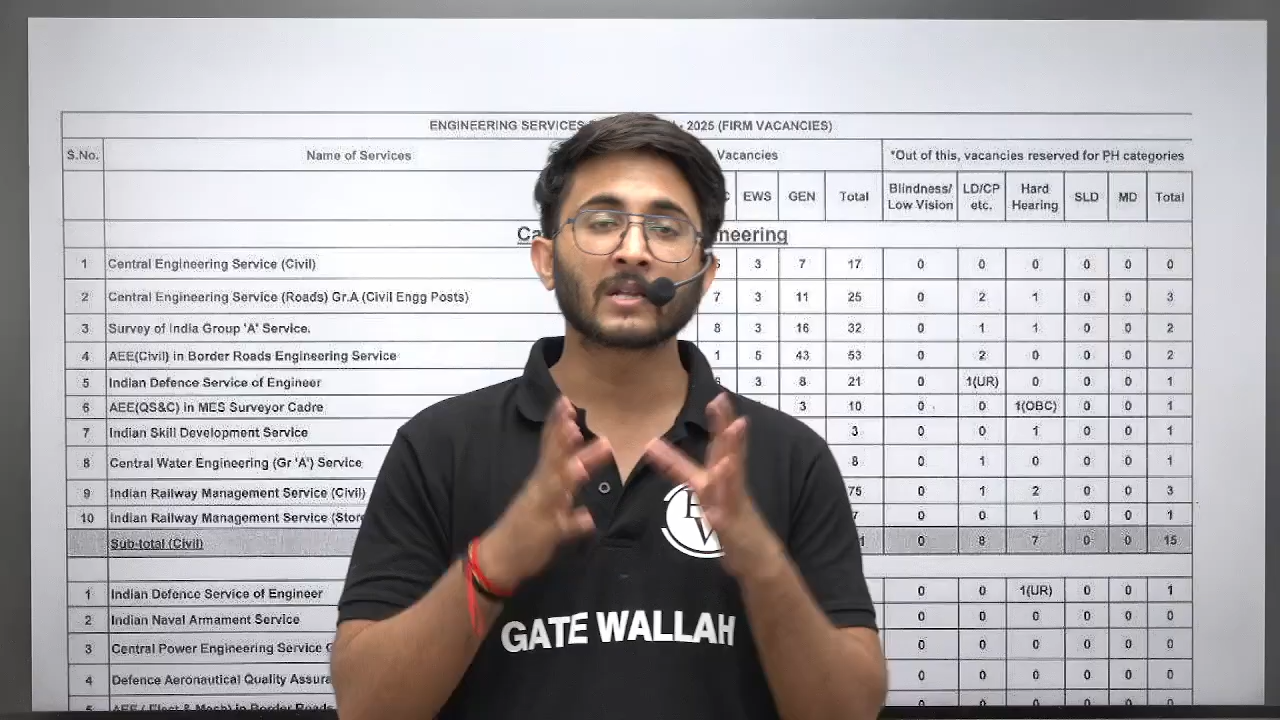 ENGINEERING SERVICES - 2025 (FIRM VACANCIES)
S.No. Name of Services Vacancies *Out of this, vacancies reserved for PH categories
EWS GEN Total Blindness/ Low Vision LD/CP etc. Hard Hearing SLD MD Total
1 Central Engineering Service (Civil) 3 7 17 0 0 0 0 0 0
2 Central Engineering Service (Roads) Gr.A (Civil Engg Posts) 7 3 11 25 0 2 1 0 0 3
3 Survey of India Group 'A' Service. 8 3 16 32 0 1 1 0 0 2
4 AEE(Civil) in Border Roads Engineering Service 1 5 43 53 0 2 0 0 0 2
5 Indian Defence Service of Engineer 3 8 21 0 1(UR) 0 0 0 1
6 AEE(QS&C) in MES Surveyor Cadre 3 10 0 0 1(OBC) 0 0 1
7 Indian Skill Development Service 3 0 0 1 0 0 1
8 Central Water Engineering (Gr 'A') Service 8 0 1 0 0 0 1
9 Indian Railway Management Service (Civil) 75 0 1 2 0 0 3
10 Indian Railway Management Service 0 0 1 0 0 1
Sub-total (Civil) 0 8 7 0 0 15
1 Indian Defence Service of Engineer 0 0 1(UR) 0 0 1
2 Indian Naval Armament Service 0 0 0 0 0 0
3 Central Power Engineering Service 0 0 0 0 0 0
4 Defence Aeronautical Quality 0 0 0 0 0 0
GATE WALLAH